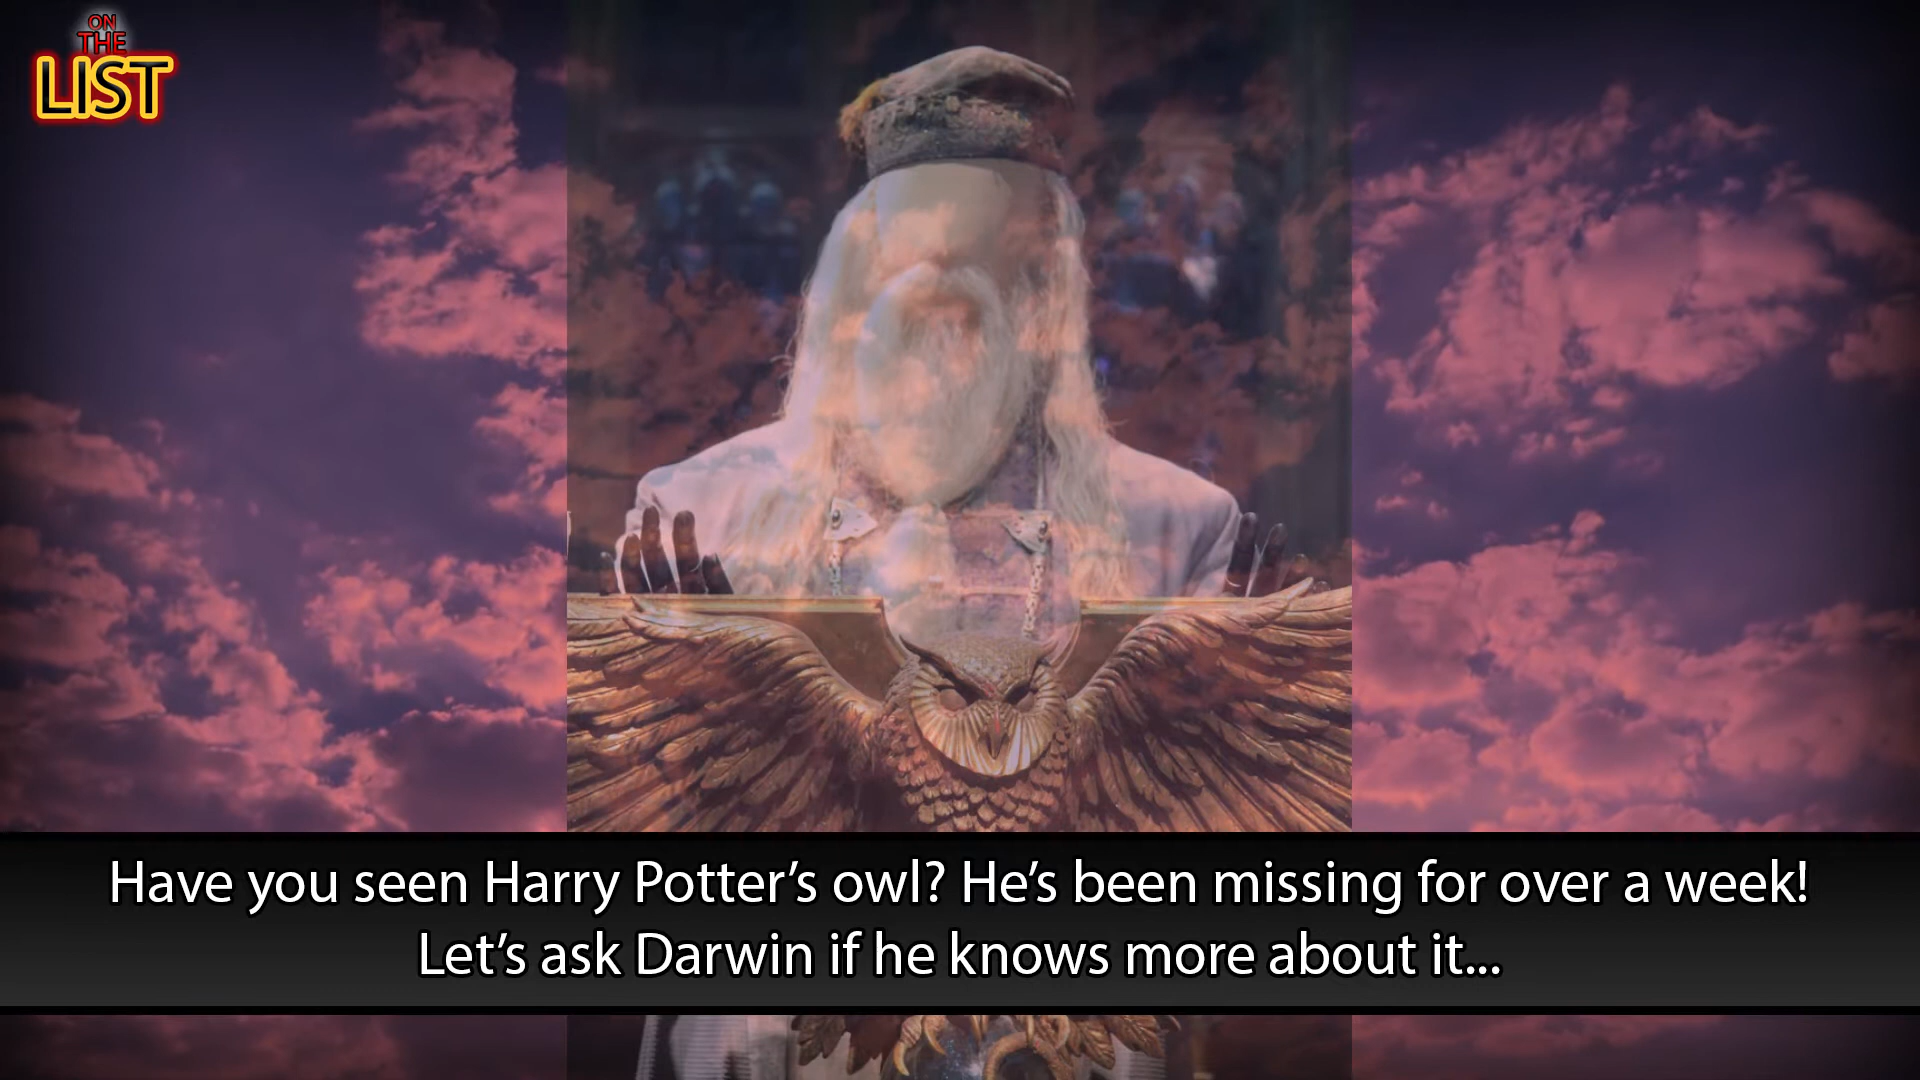 ON
THE
LIST
Have you seen Harry Potter’s owl? He’s been missing for over a week!
Let’s ask Darwin if he knows more about it...